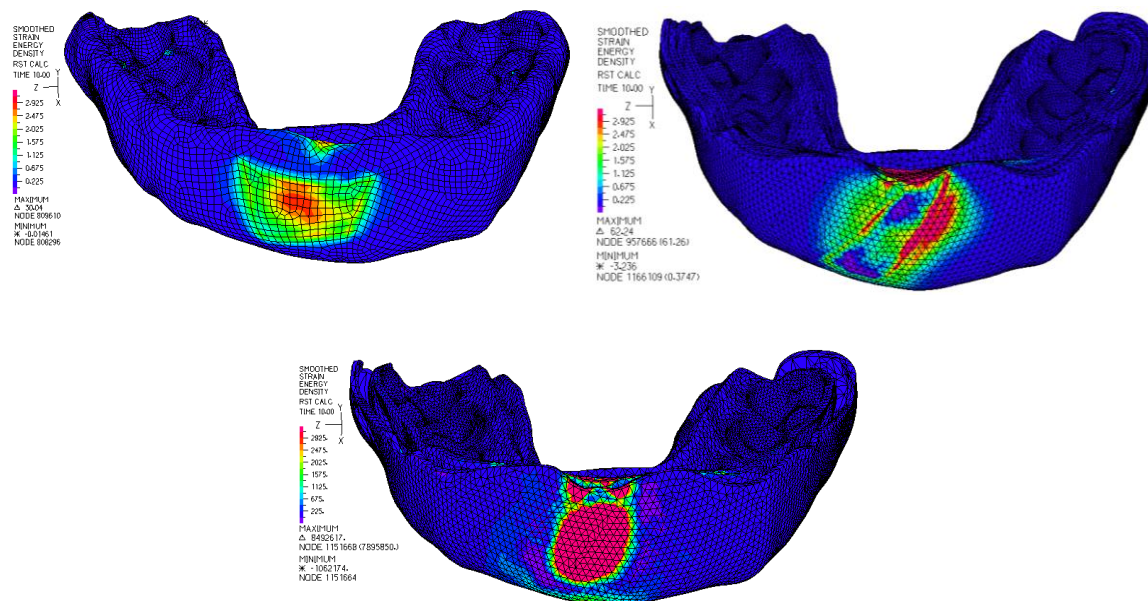 SMOOTHED
STRAIN
ENERGY
DENSITY
RST CALC
TIME 10.00
Y
Z
X
2.925
2.475
2.025
1.575
1.125
0.675
0.225
MAXIMUM
Δ 30.04
NODE 809610
MINIMUM
* -0.01461
NODE 808296
SMOOTHED
STRAIN
ENERGY
DENSITY
RST CALC
TIME 10.00
Y
Z
X
2.925
2.475
2.025
1.575
1.125
0.675
0.225
MAXIMUM
Δ 62.24
NODE 957666 (61.26)
MINIMUM
* -3.236
NODE 1166109 (0.3747)
SMOOTHED
STRAIN
ENERGY
DENSITY
RST CALC
TIME 10.00
Y
Z
X
2925.
2475.
2025.
1575.
1125.
675.
225.
MAXIMUM
Δ 8492617.
NODE 1151668 (7895850.)
MINIMUM
* -1062174.
NODE 1151664